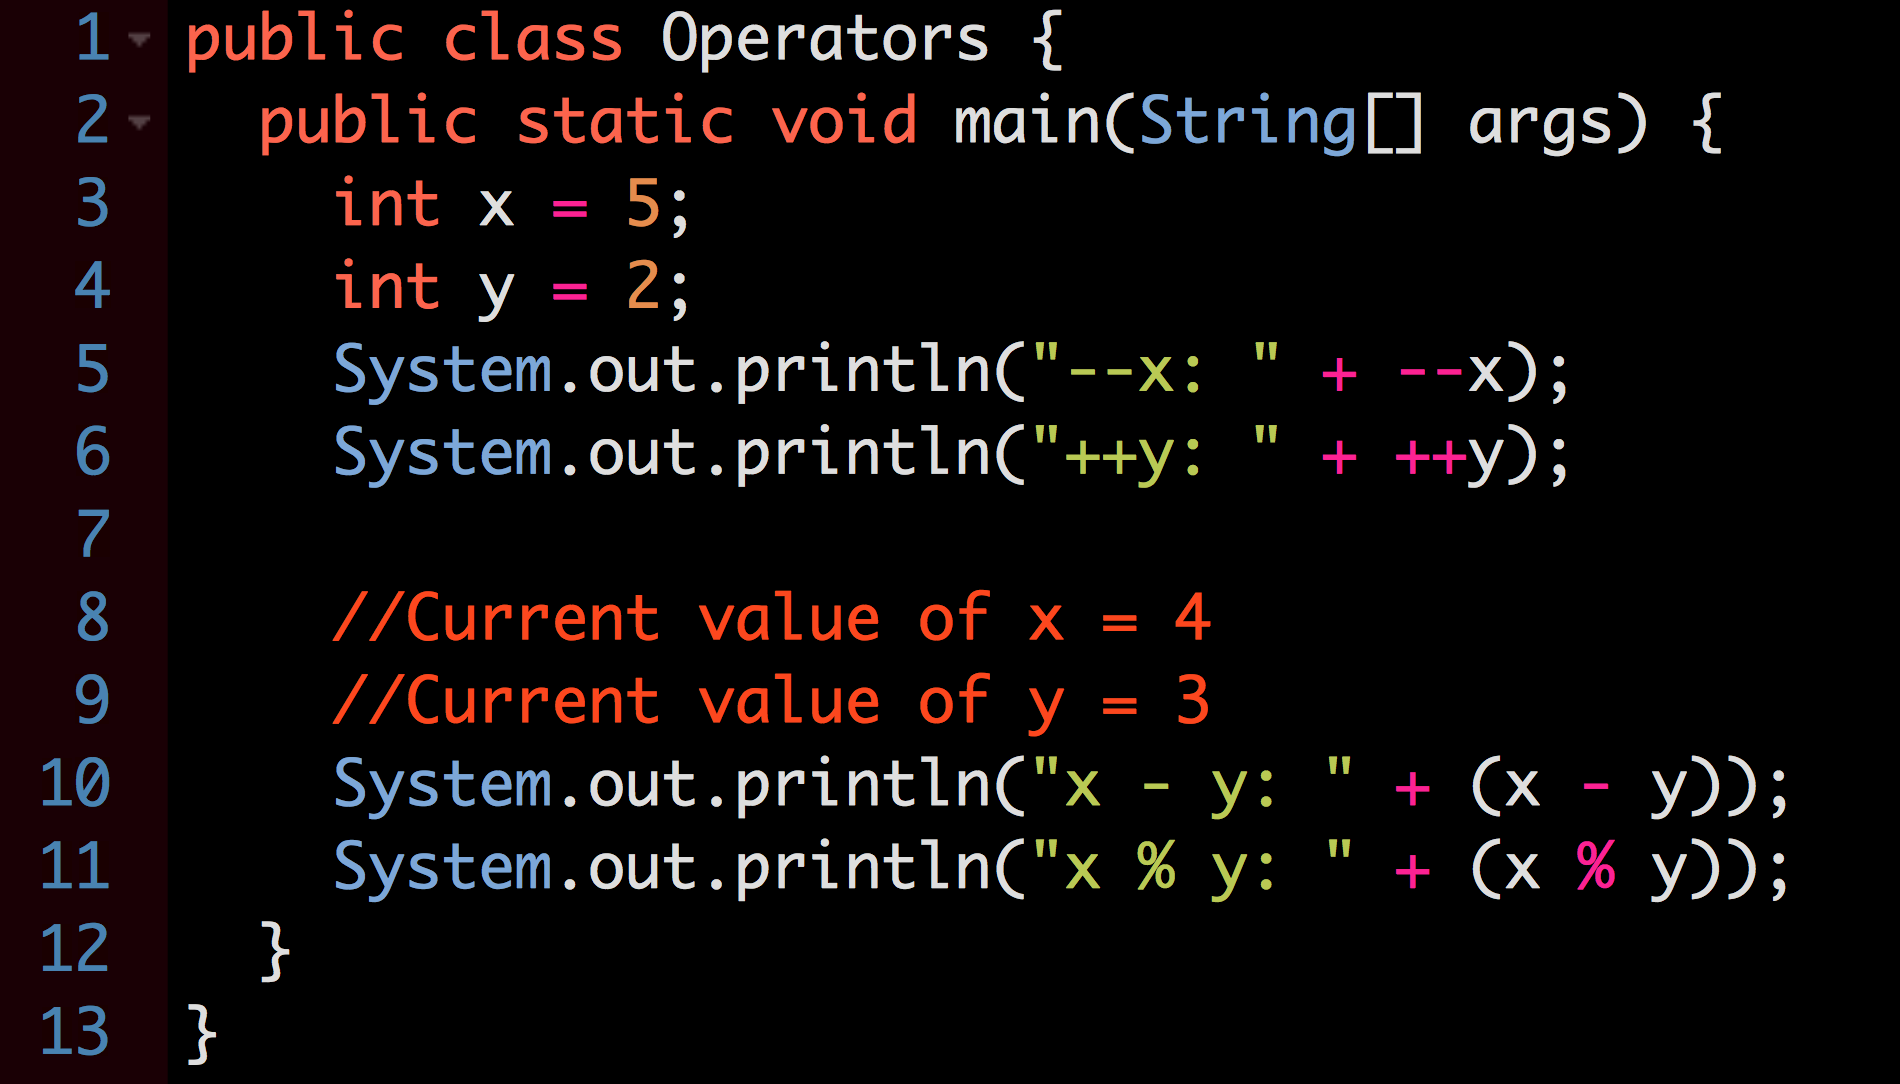 1 public class Operators {
2   public static void main(String[] args) {
3     int x = 5;
4     int y = 2;
5     System.out.println("--x: " + --x);
6     System.out.println("++y: " + ++y);
7
8     //Current value of x = 4
9     //Current value of y = 3
10     System.out.println("x - y: " + (x - y));
11     System.out.println("x % y: " + (x % y));
12   }
13 }